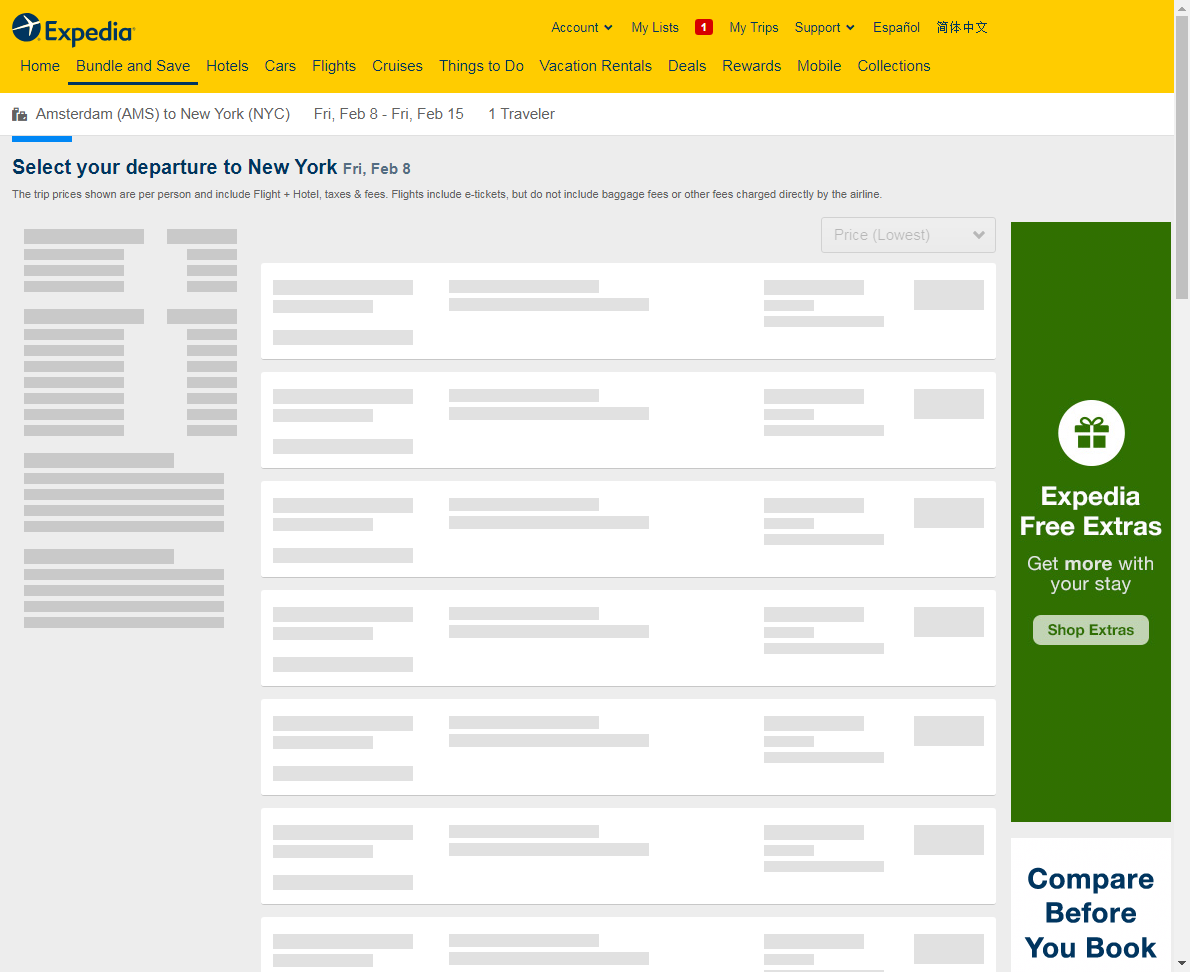 Expedia
Account My Lists 1 My Trips Support Español 简体中文
Home Bundle and Save Hotels Cars Flights Cruises Things to Do Vacation Rentals Deals Rewards Mobile Collections
Amsterdam (AMS) to New York (NYC) Fri, Feb 8 - Fri, Feb 15 1 Traveler
Select your departure to New York Fri, Feb 8
The trip prices shown are per person and include Flight + Hotel, taxes & fees. Flights include e-tickets, but do not include baggage fees or other fees charged directly by the airline.
Price (Lowest)
Expedia
Free Extras
Get more with
your stay
Shop Extras
Compare
Before
You Book